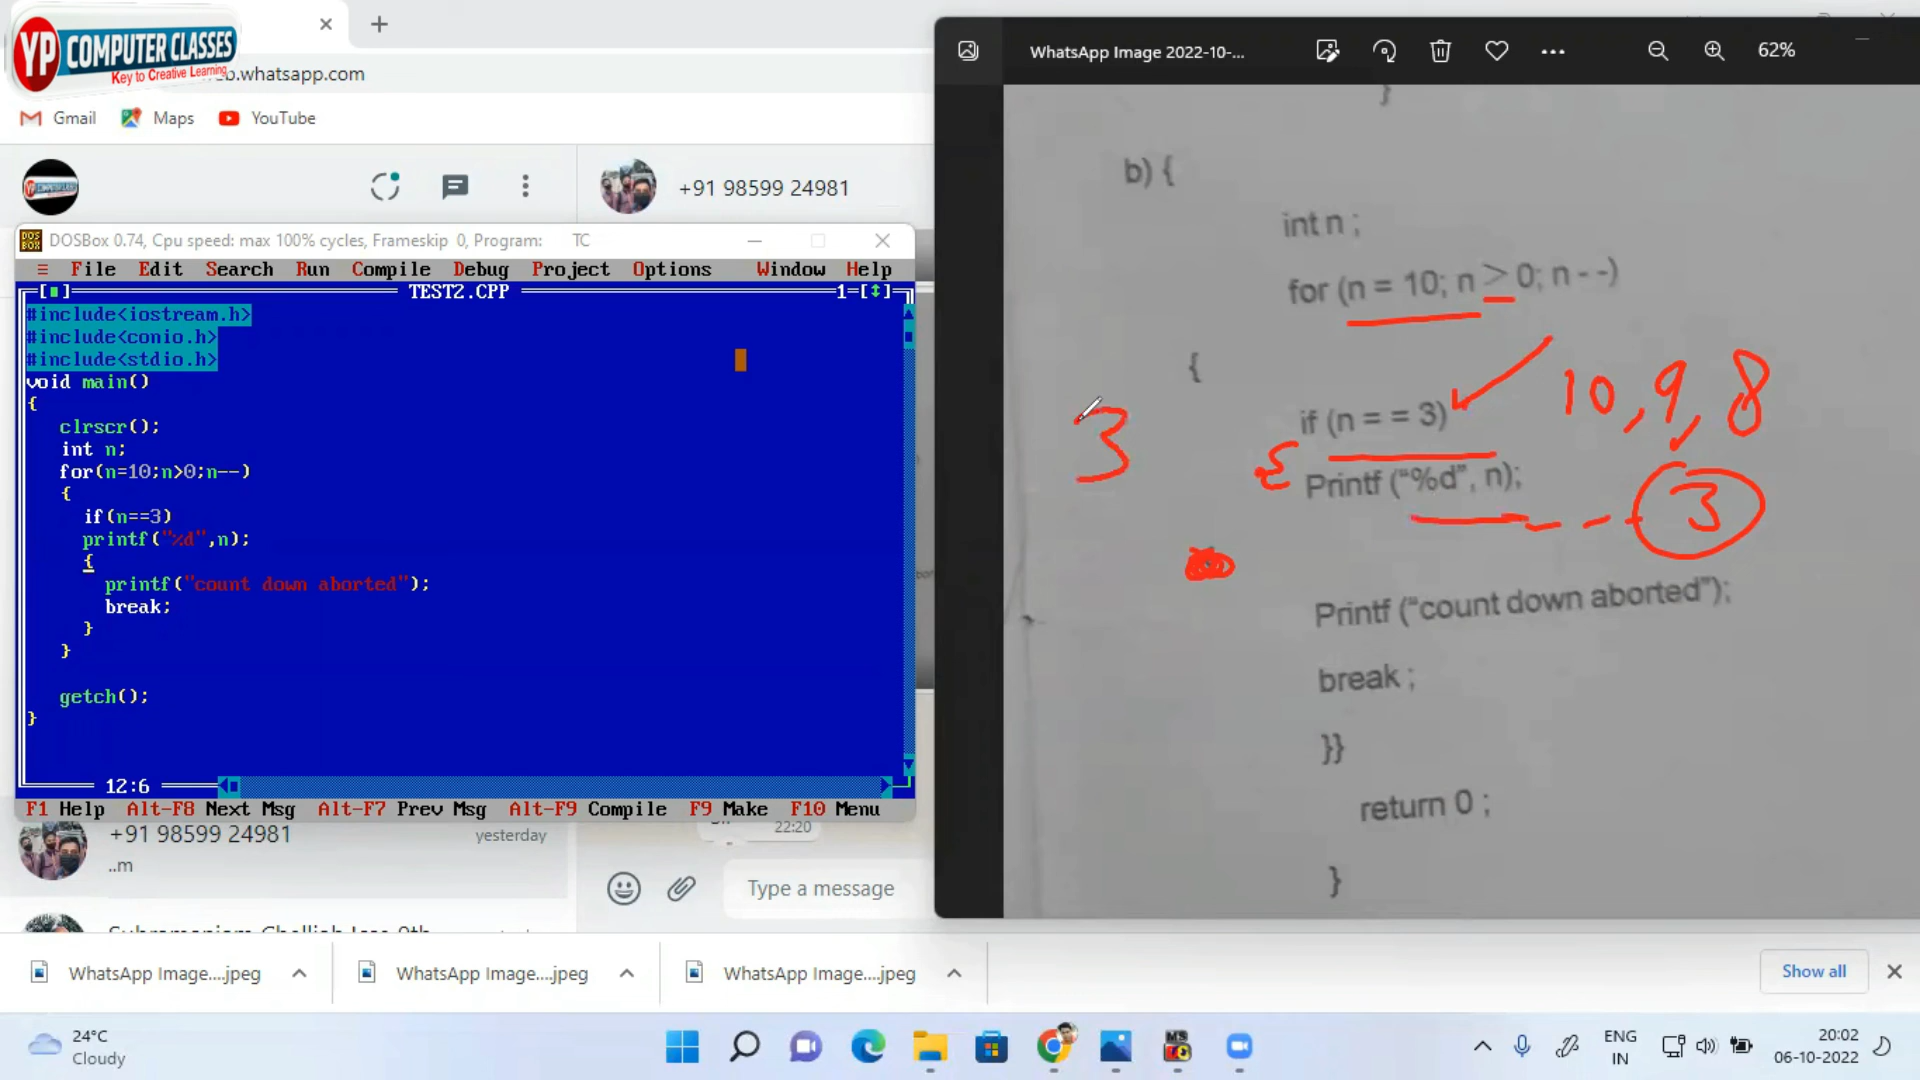 YP COMPUTER CLASSES
Key to Creative Learning
b.whatsapp.com
Gmail
Maps
YouTube
+91 98599 24981
DOSBox 0.74, Cpu speed: max 100% cycles, Frameskip 0, Program: TC
≡ File Edit Search Run Compile Debug Project Options Window Help
TEST2.CPP
1=[↕]
#include<iostream.h>
#include<conio.h>
#include<stdio.h>
void main()
{
clrscr();
int n;
for(n=10;n>0;n--)
{
if(n==3)
printf("%d",n);
{
printf("count down aborted");
break;
}
}
getch();
}
12:6
F1 Help Alt-F8 Next Msg Alt-F7 Prev Msg Alt-F9 Compile F9 Make F10 Menu
+91 98599 24981
yesterday
..m
22:20
Type a message
WhatsApp Image 2022-10-...
62%
}
b) {
int n ;
for (n = 10; n > 0; n - -)
{
if (n = = 3)
10, 9, 8
3
Printf ("%d", n);
3
Printf ("count down aborted");
break ;
}}
return 0 ;
}
WhatsApp Image....jpeg
WhatsApp Image....jpeg
WhatsApp Image....jpeg
Show all
24°C
Cloudy
ENG
IN
20:02
06-10-2022